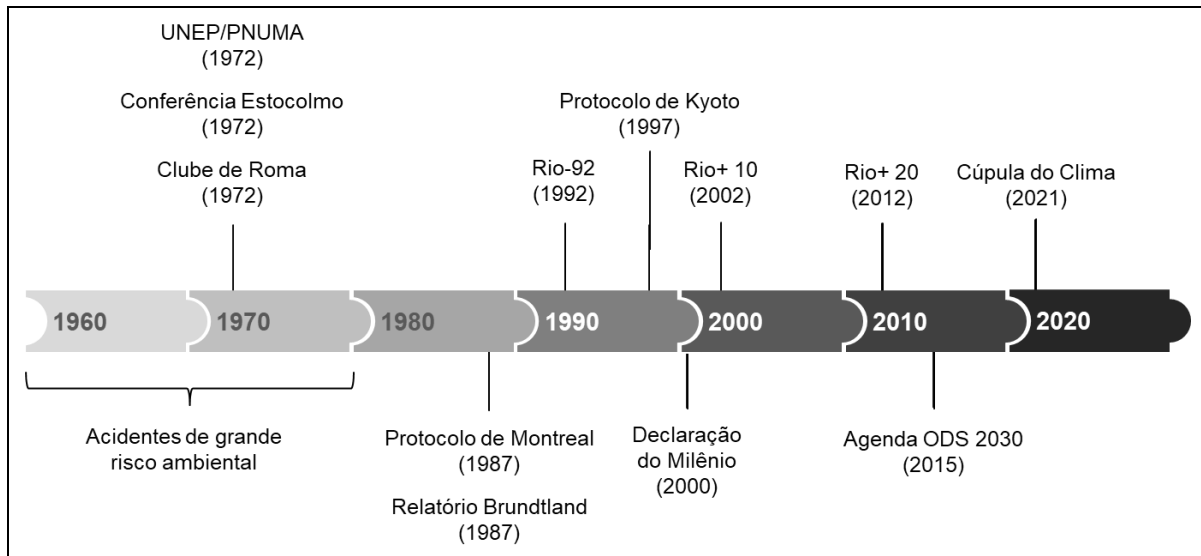 UNEP/PNUMA
(1972)
Conferência Estocolmo
(1972)
Clube de Roma
(1972)
Rio-92
(1992)
Protocolo de Kyoto
(1997)
Rio+ 10
(2002)
Rio+ 20
(2012)
Cúpula do Clima
(2021)
1960
1970
1980
1990
2000
2010
2020
Acidentes de grande
risco ambiental
Protocolo de Montreal
(1987)
Relatório Brundtland
(1987)
Declaração
do Milênio
(2000)
Agenda ODS 2030
(2015)